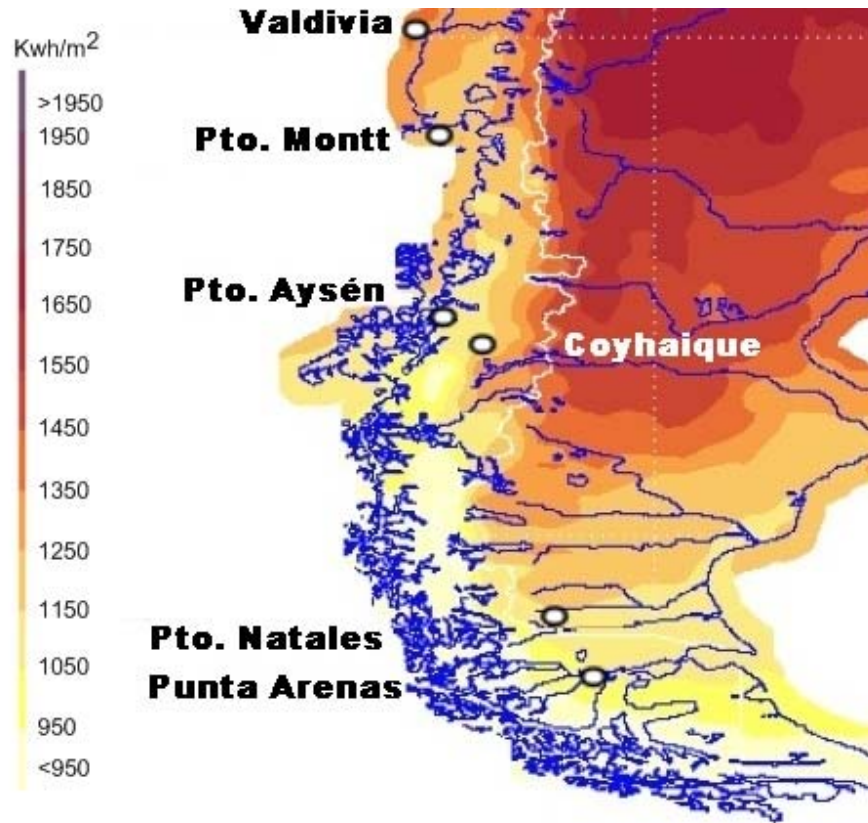 Kwh/m²
>1950
1950
1850
1750
1650
1550
1450
1350
1250
1150
1050
950
<950
Valdivia
Pto. Montt
Pto. Aysén
Coyhaique
Pto. Natales
Punta Arenas